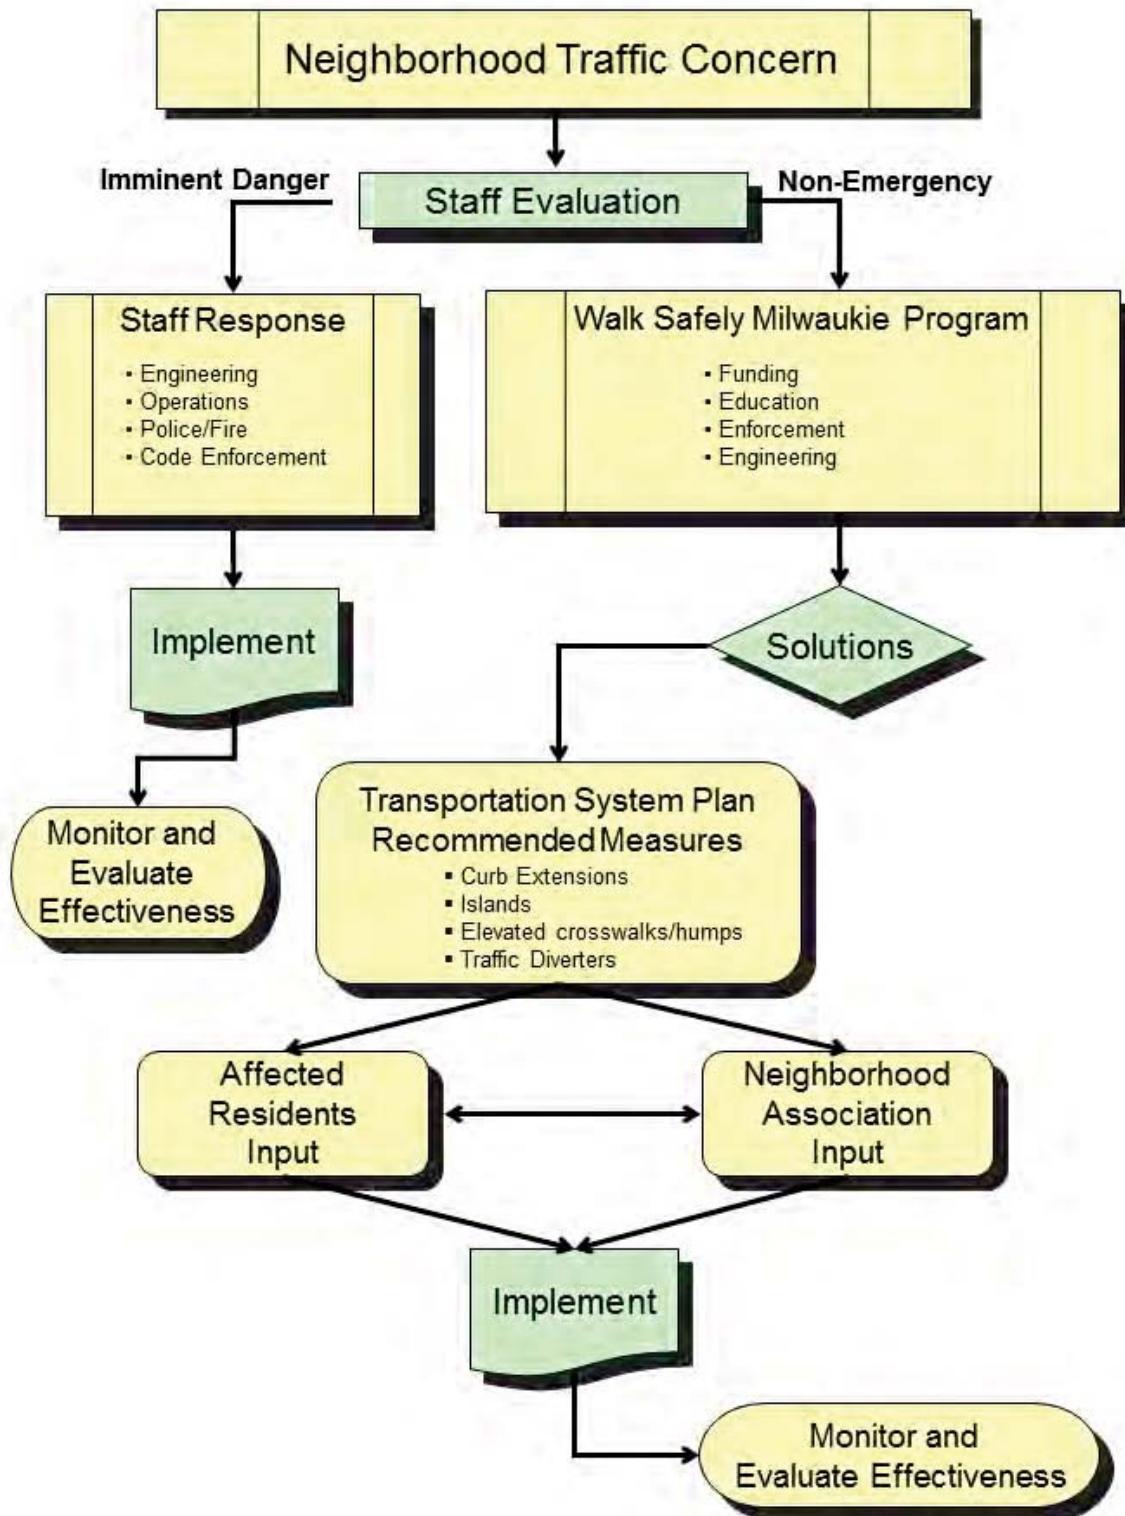 Neighborhood Traffic Concern
Imminent Danger
Staff Evaluation
Non-Emergency
Staff Response
▪ Engineering
▪ Operations
▪ Police/Fire
▪ Code Enforcement
Walk Safely Milwaukie Program
▪ Funding
▪ Education
▪ Enforcement
▪ Engineering
Implement
Solutions
Monitor and
Evaluate
Effectiveness
Transportation System Plan
Recommended Measures
▪ Curb Extensions
▪ Islands
▪ Elevated crosswalks/humps
▪ Traffic Diverters
Affected
Residents
Input
Neighborhood
Association
Input
Implement
Monitor and
Evaluate Effectiveness